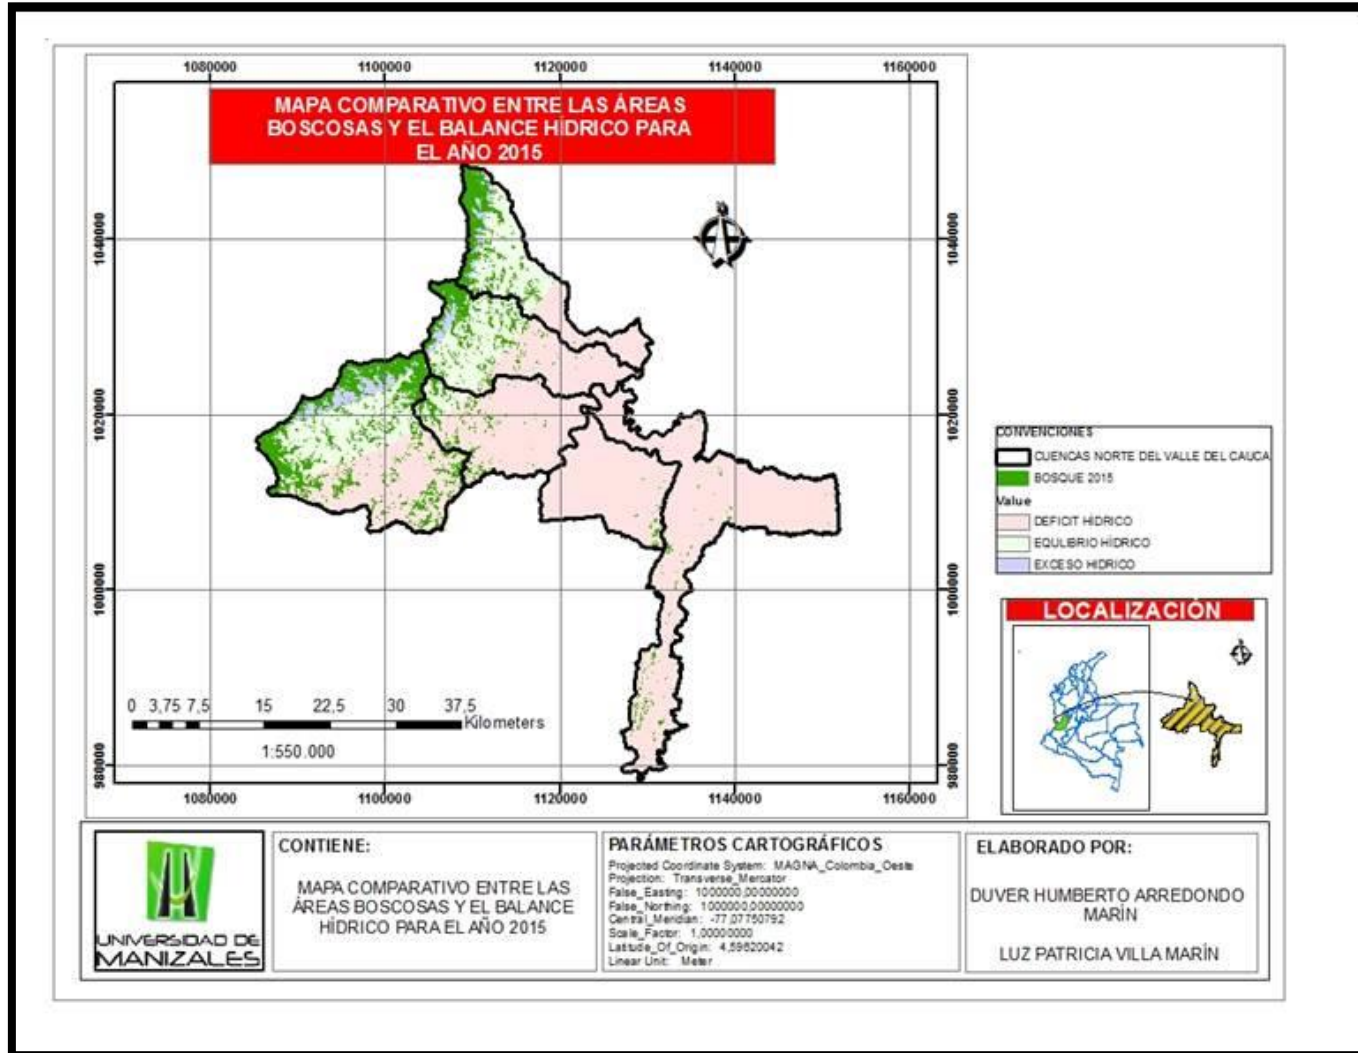 1080000 1100000 1120000 1140000 1160000
MAPA COMPARATIVO ENTRE LAS ÁREAS
BOSCOSAS Y EL BALANCE HÍDRICO PARA
EL AÑO 2015
1040000 1040000
1020000 1020000
1000000 1000000
980000 980000
0 3,75 7,5 15 22,5 30 37,5
Kilometers
1:550.000
1080000 1100000 1120000 1140000 1160000
CONVENCIONES
CUENCAS NORTE DEL VALLE DEL CAUCA
BOSQUE 2015
Value
DEFICIT HÍDRICO
EQULIBRIO HÍDRICO
EXCESO HIDRICO
LOCALIZACIÓN
UNIVERSIDAD DE
MANIZALES
CONTIENE:
MAPA COMPARATIVO ENTRE LAS
ÁREAS BOSCOSAS Y EL BALANCE
HÍDRICO PARA EL AÑO 2015
PARÁMETROS CARTOGRÁFICOS
Projected Coordinate System: MAGNA_Colombia_Oeste
Projection: Transverse_Mercator
False_Easting: 1000000,00000000
False_Northing: 1000000,00000000
Central_Meridian: -77,07750792
Scale_Factor: 1,00000000
Latitude_Of_Origin: 4,59620042
Linear Unit: Meter
ELABORADO POR:
DUVER HUMBERTO ARREDONDO
MARÍN
LUZ PATRICIA VILLA MARÍN